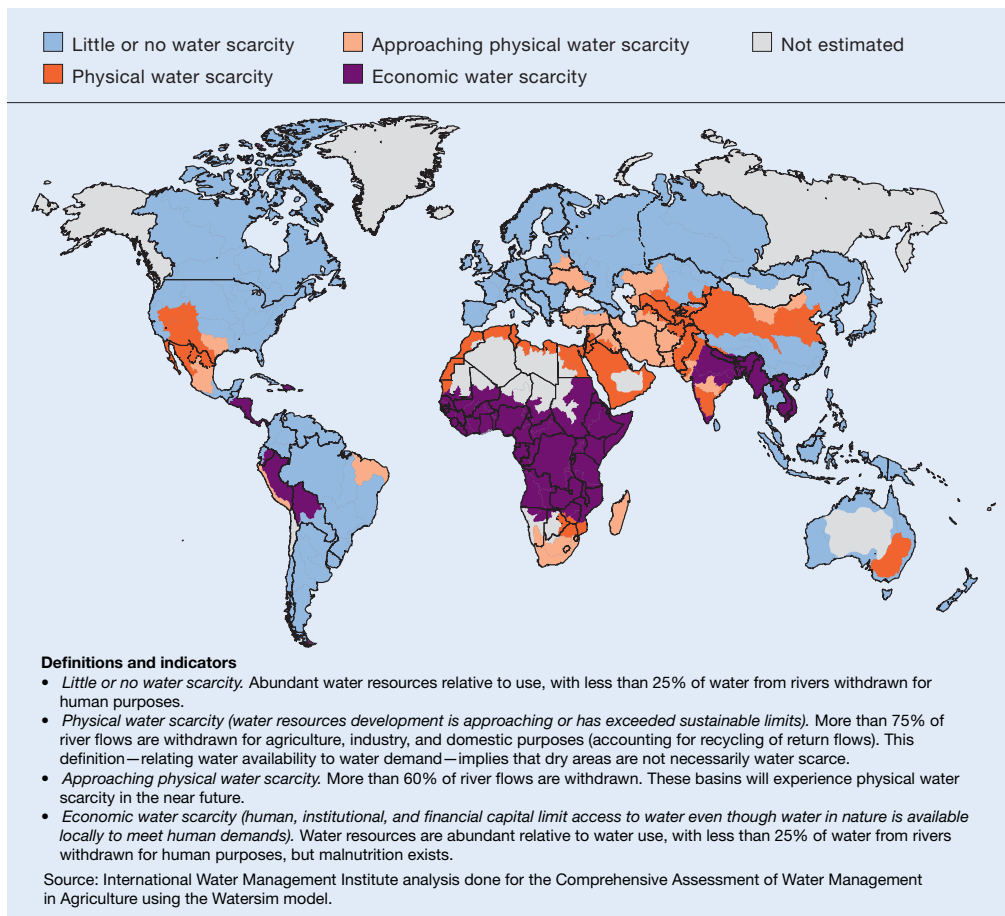 Little or no water scarcity
Approaching physical water scarcity
Not estimated
Physical water scarcity
Economic water scarcity
Definitions and indicators
• Little or no water scarcity. Abundant water resources relative to use, with less than 25% of water from rivers withdrawn for
human purposes.
• Physical water scarcity (water resources development is approaching or has exceeded sustainable limits). More than 75% of
river flows are withdrawn for agriculture, industry, and domestic purposes (accounting for recycling of return flows). This
definition—relating water availability to water demand—implies that dry areas are not necessarily water scarce.
• Approaching physical water scarcity. More than 60% of river flows are withdrawn. These basins will experience physical water
scarcity in the near future.
• Economic water scarcity (human, institutional, and financial capital limit access to water even though water in nature is available
locally to meet human demands). Water resources are abundant relative to water use, with less than 25% of water from rivers
withdrawn for human purposes, but malnutrition exists.
Source: International Water Management Institute analysis done for the Comprehensive Assessment of Water Management
in Agriculture using the Watersim model.